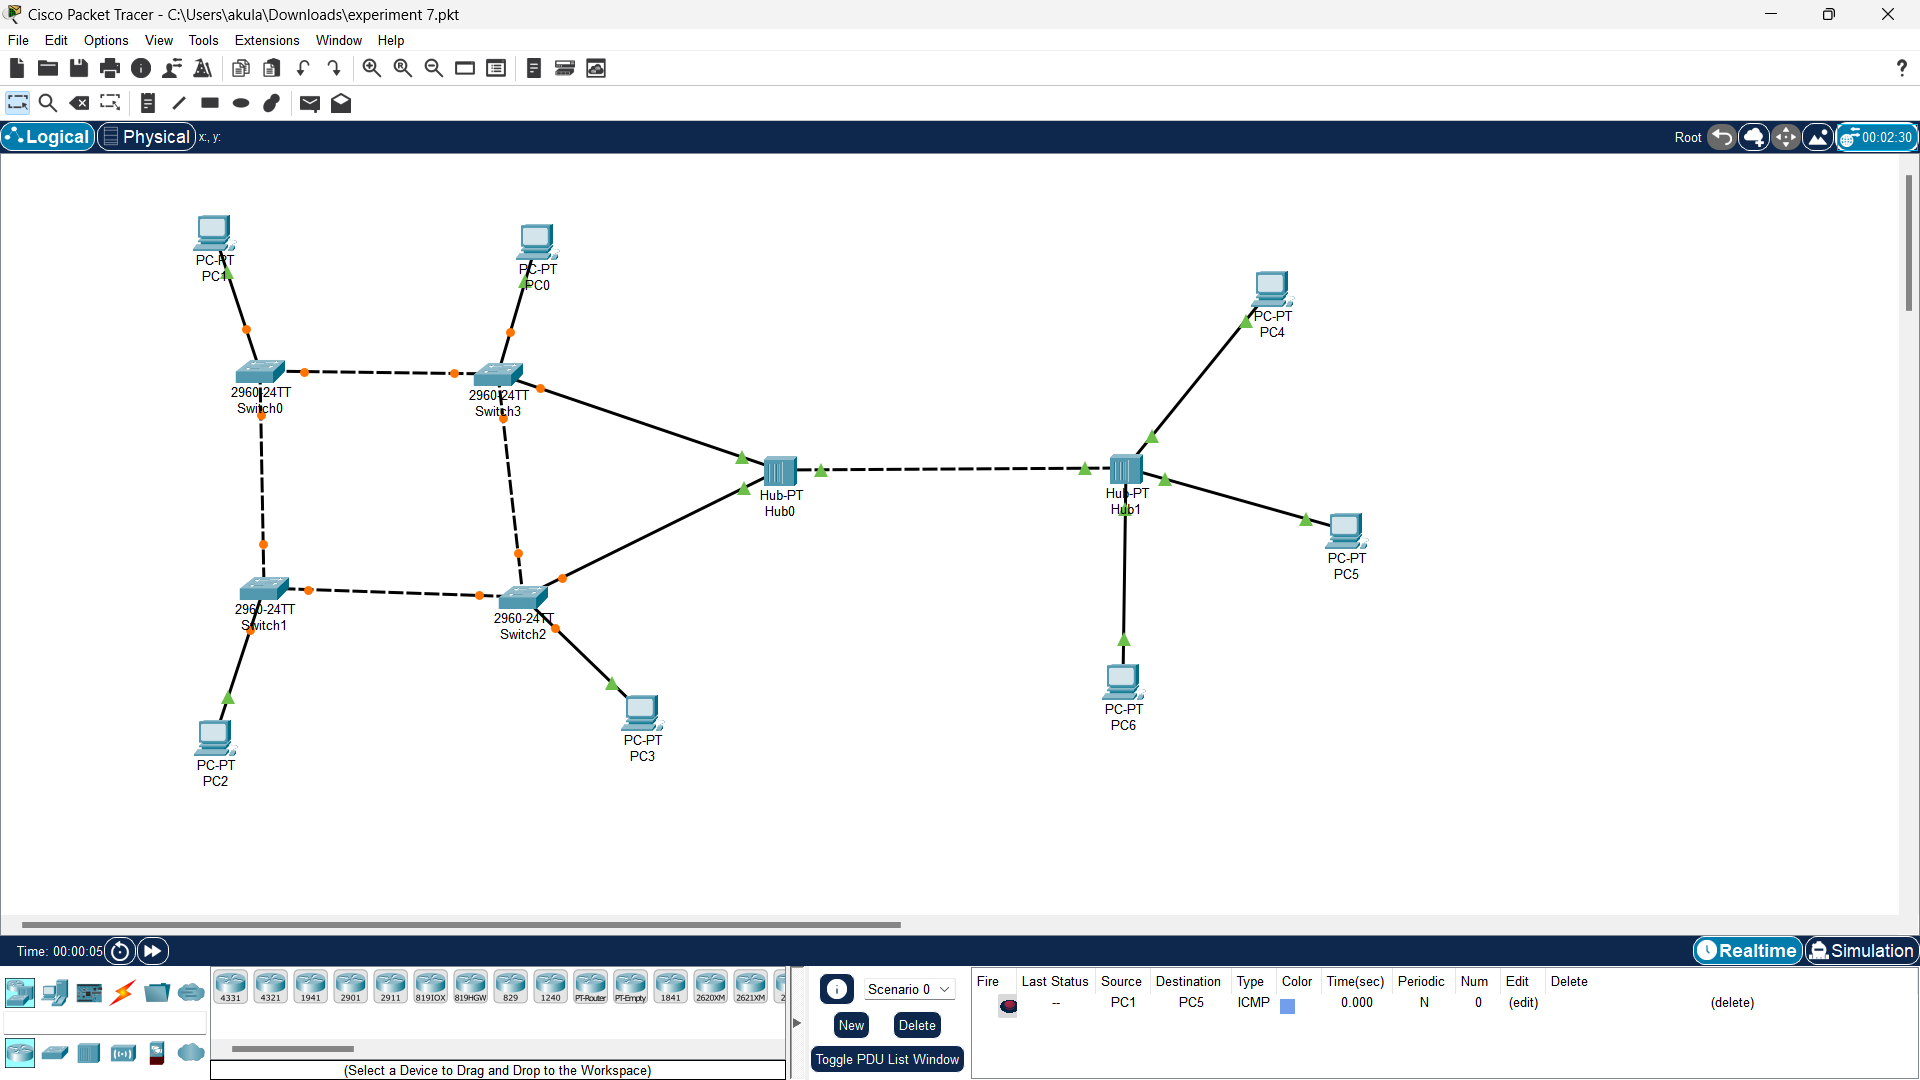 Cisco Packet Tracer - C:\Users\akula\Downloads\experiment 7.pkt
File Edit Options View Tools Extensions Window Help
?
Logical Physical x:, y: Root 00:02:30
PC-PT
PC1
PC-PT
PC0
PC-PT
PC4
2960-24TT
Switch0
2960-24TT
Switch3
Hub-PT
Hub0
Hub-PT
Hub1
PC-PT
PC5
2960-24TT
Switch1
2960-24TT
Switch2
PC-PT
PC6
PC-PT
PC3
PC-PT
PC2
Time: 00:00:05 Realtime Simulation
4331 4321 1941 2901 2911 819IOX 819HGW 829 1240 PT-Router PT-Empty 1841 2620XM 2621XM 2
(Select a Device to Drag and Drop to the Workspace)
Scenario 0
New Delete
Toggle PDU List Window
Fire Last Status Source Destination Type Color Time(sec) Periodic Num Edit Delete
-- PC1 PC5 ICMP 0.000 N 0 (edit) (delete)